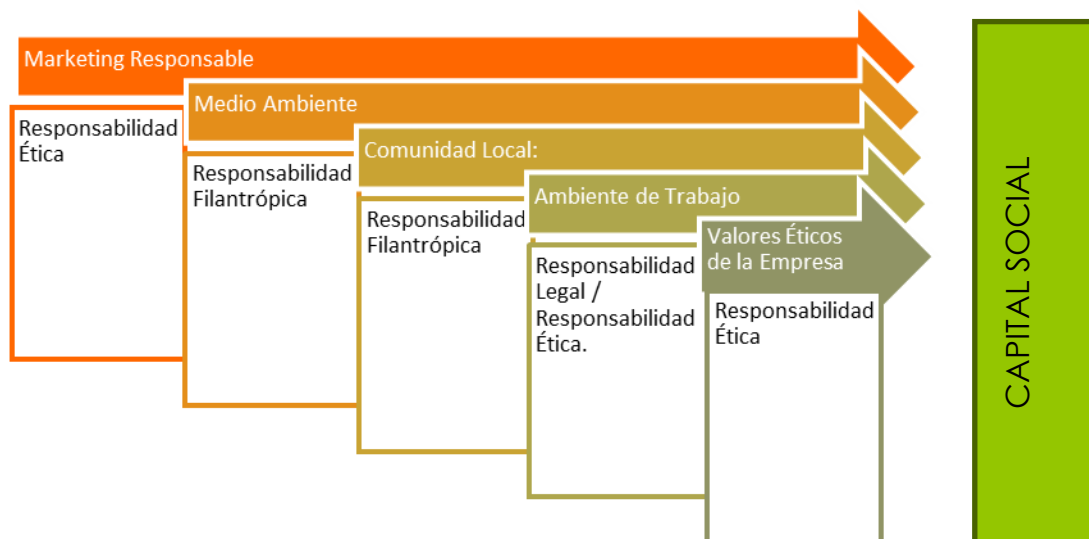 Marketing Responsable
Responsabilidad
Ética
Medio Ambiente
Responsabilidad
Filantrópica
Comunidad Local:
Responsabilidad
Filantrópica
Ambiente de Trabajo
Responsabilidad
Legal /
Responsabilidad
Ética.
Valores Éticos
de la Empresa
Responsabilidad
Ética
CAPITAL SOCIAL